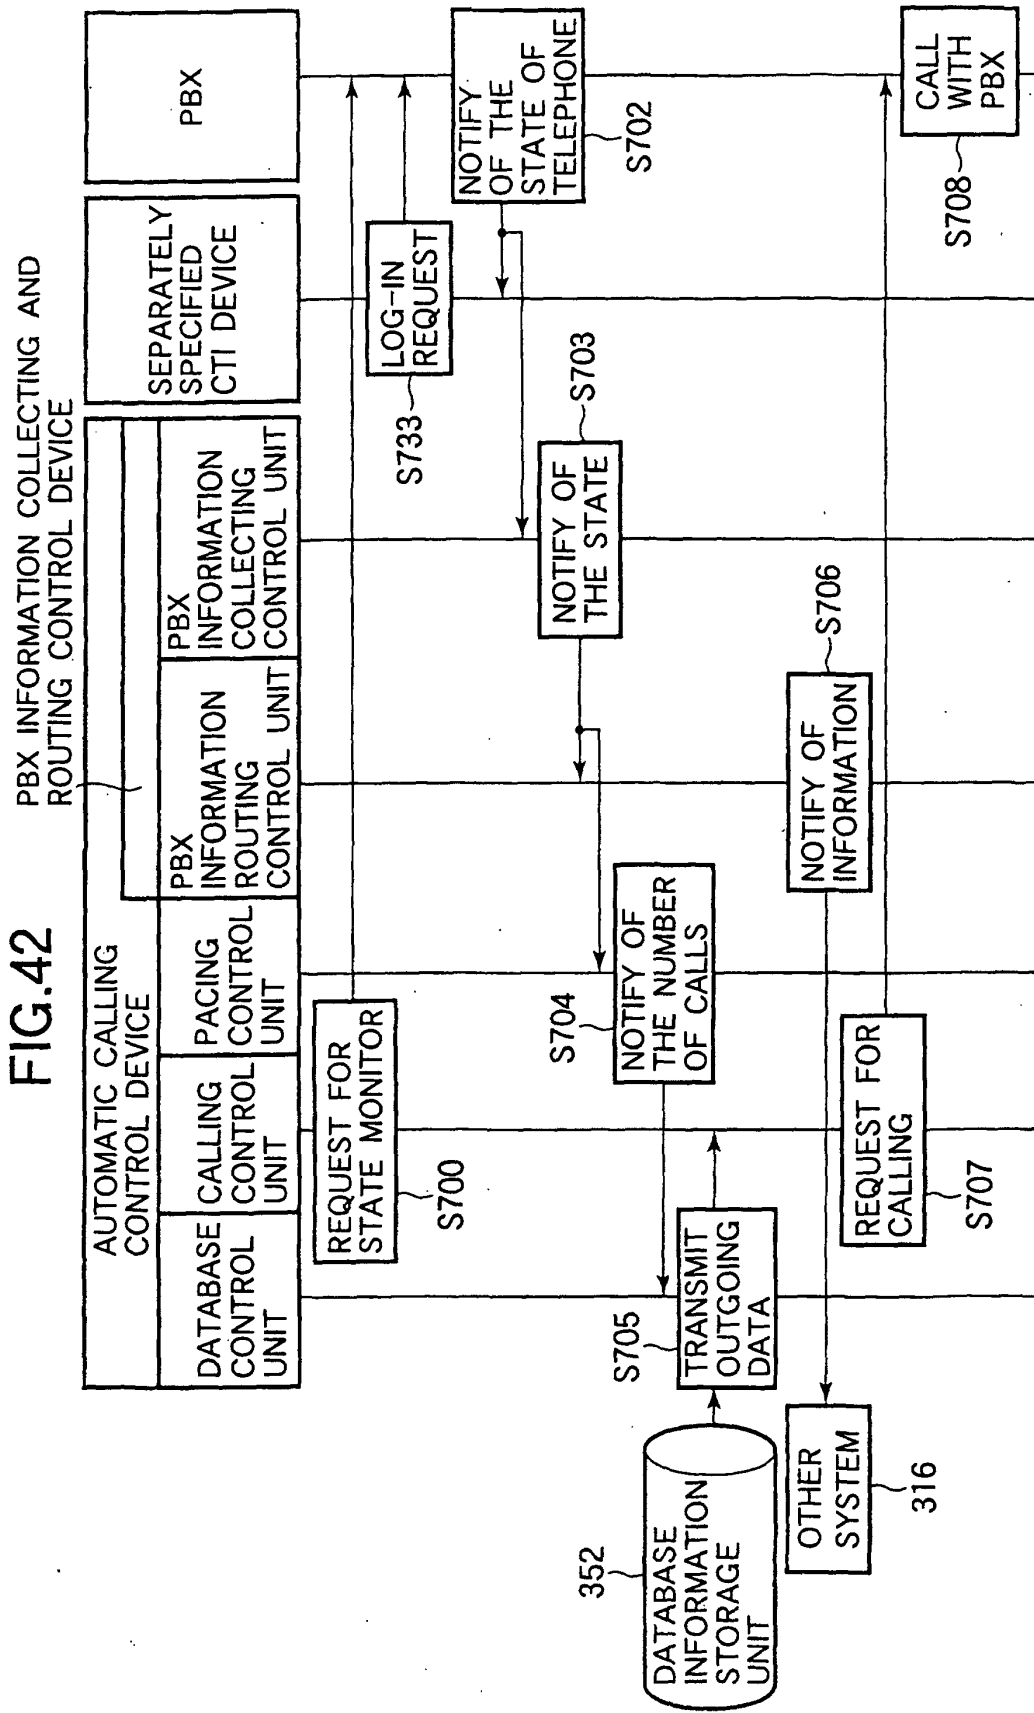 FIG.42
PBX INFORMATION COLLECTING AND
ROUTING CONTROL DEVICE
AUTOMATIC CALLING
CONTROL DEVICE
DATABASE
CONTROL
UNIT
CALLING
CONTROL
UNIT
PACING
CONTROL
UNIT
PBX
INFORMATION
ROUTING
CONTROL UNIT
PBX
INFORMATION
COLLECTING
CONTROL UNIT
SEPARATELY
SPECIFIED
CTI DEVICE
PBX
REQUEST FOR
STATE MONITOR
S700
LOG-IN
REQUEST
S733
NOTIFY
OF THE
STATE OF
TELEPHONE
S702
NOTIFY OF
THE STATE
S703
S704
NOTIFY OF
THE NUMBER
OF CALLS
352
DATABASE
INFORMATION
STORAGE
UNIT
S705
TRANSMIT
OUTGOING
DATA
NOTIFY OF
INFORMATION
S706
OTHER
SYSTEM
316
REQUEST FOR
CALLING
S707
CALL
WITH
PBX
S708